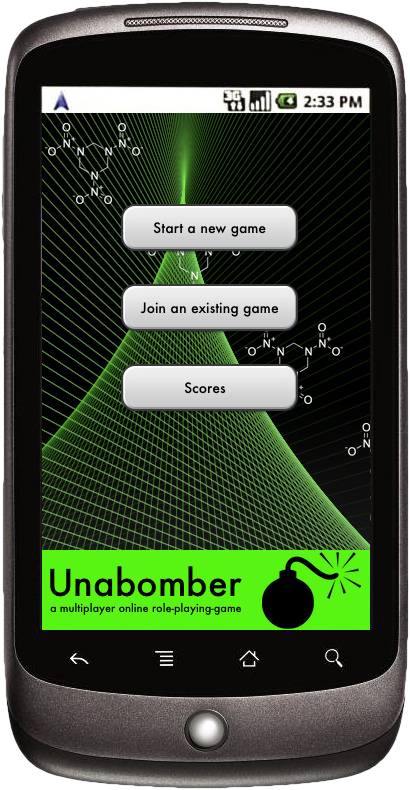 3G
2:33 PM
O
-O N+ N N N+ O-
N
N+
-O O
Start a new game
N
Join an existing game
O O
-O N+ N N N+ O-
Scores
O
N
-O
Unabomber
a multiplayer online role-playing-game